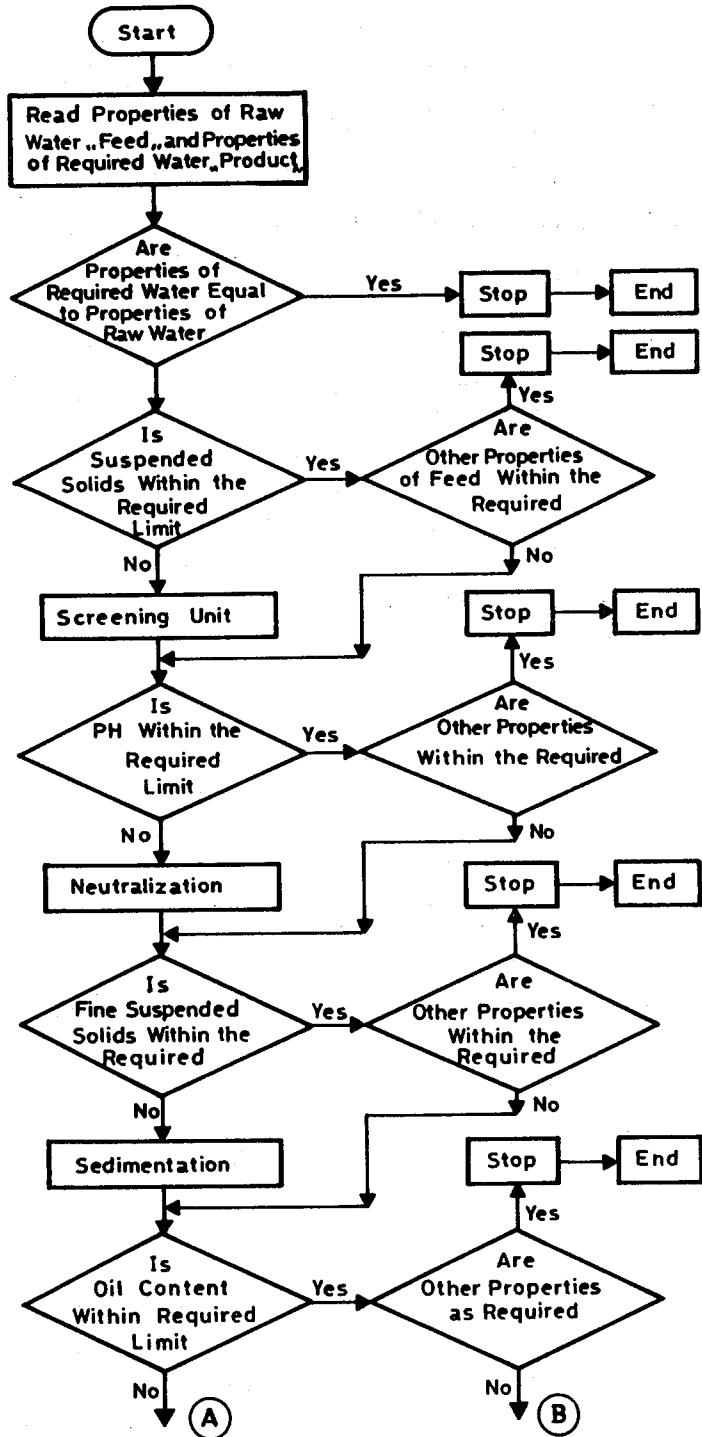 Start
Read Properties of Raw
Water „Feed„ and Properties
of Required Water „Product„
Are
Properties of
Required Water Equal
to Properties of
Raw Water
Yes
Stop
End
Stop
End
Yes
Is
Suspended
Solids Within the
Required
Limit
Yes
Are
Other Properties
of Feed Within the
Required
No
No
Screening Unit
Stop
End
Yes
Is
PH Within the
Required
Limit
Yes
Are
Other Properties
Within the Required
No
No
Neutralization
Stop
End
Yes
Is
Fine Suspended
Solids Within the
Required
Yes
Are
Other Properties
Within the
Required
No
No
Sedimentation
Stop
End
Yes
Is
Oil Content
Within Required
Limit
Yes
Are
Other Properties
as Required
No
A
No
B